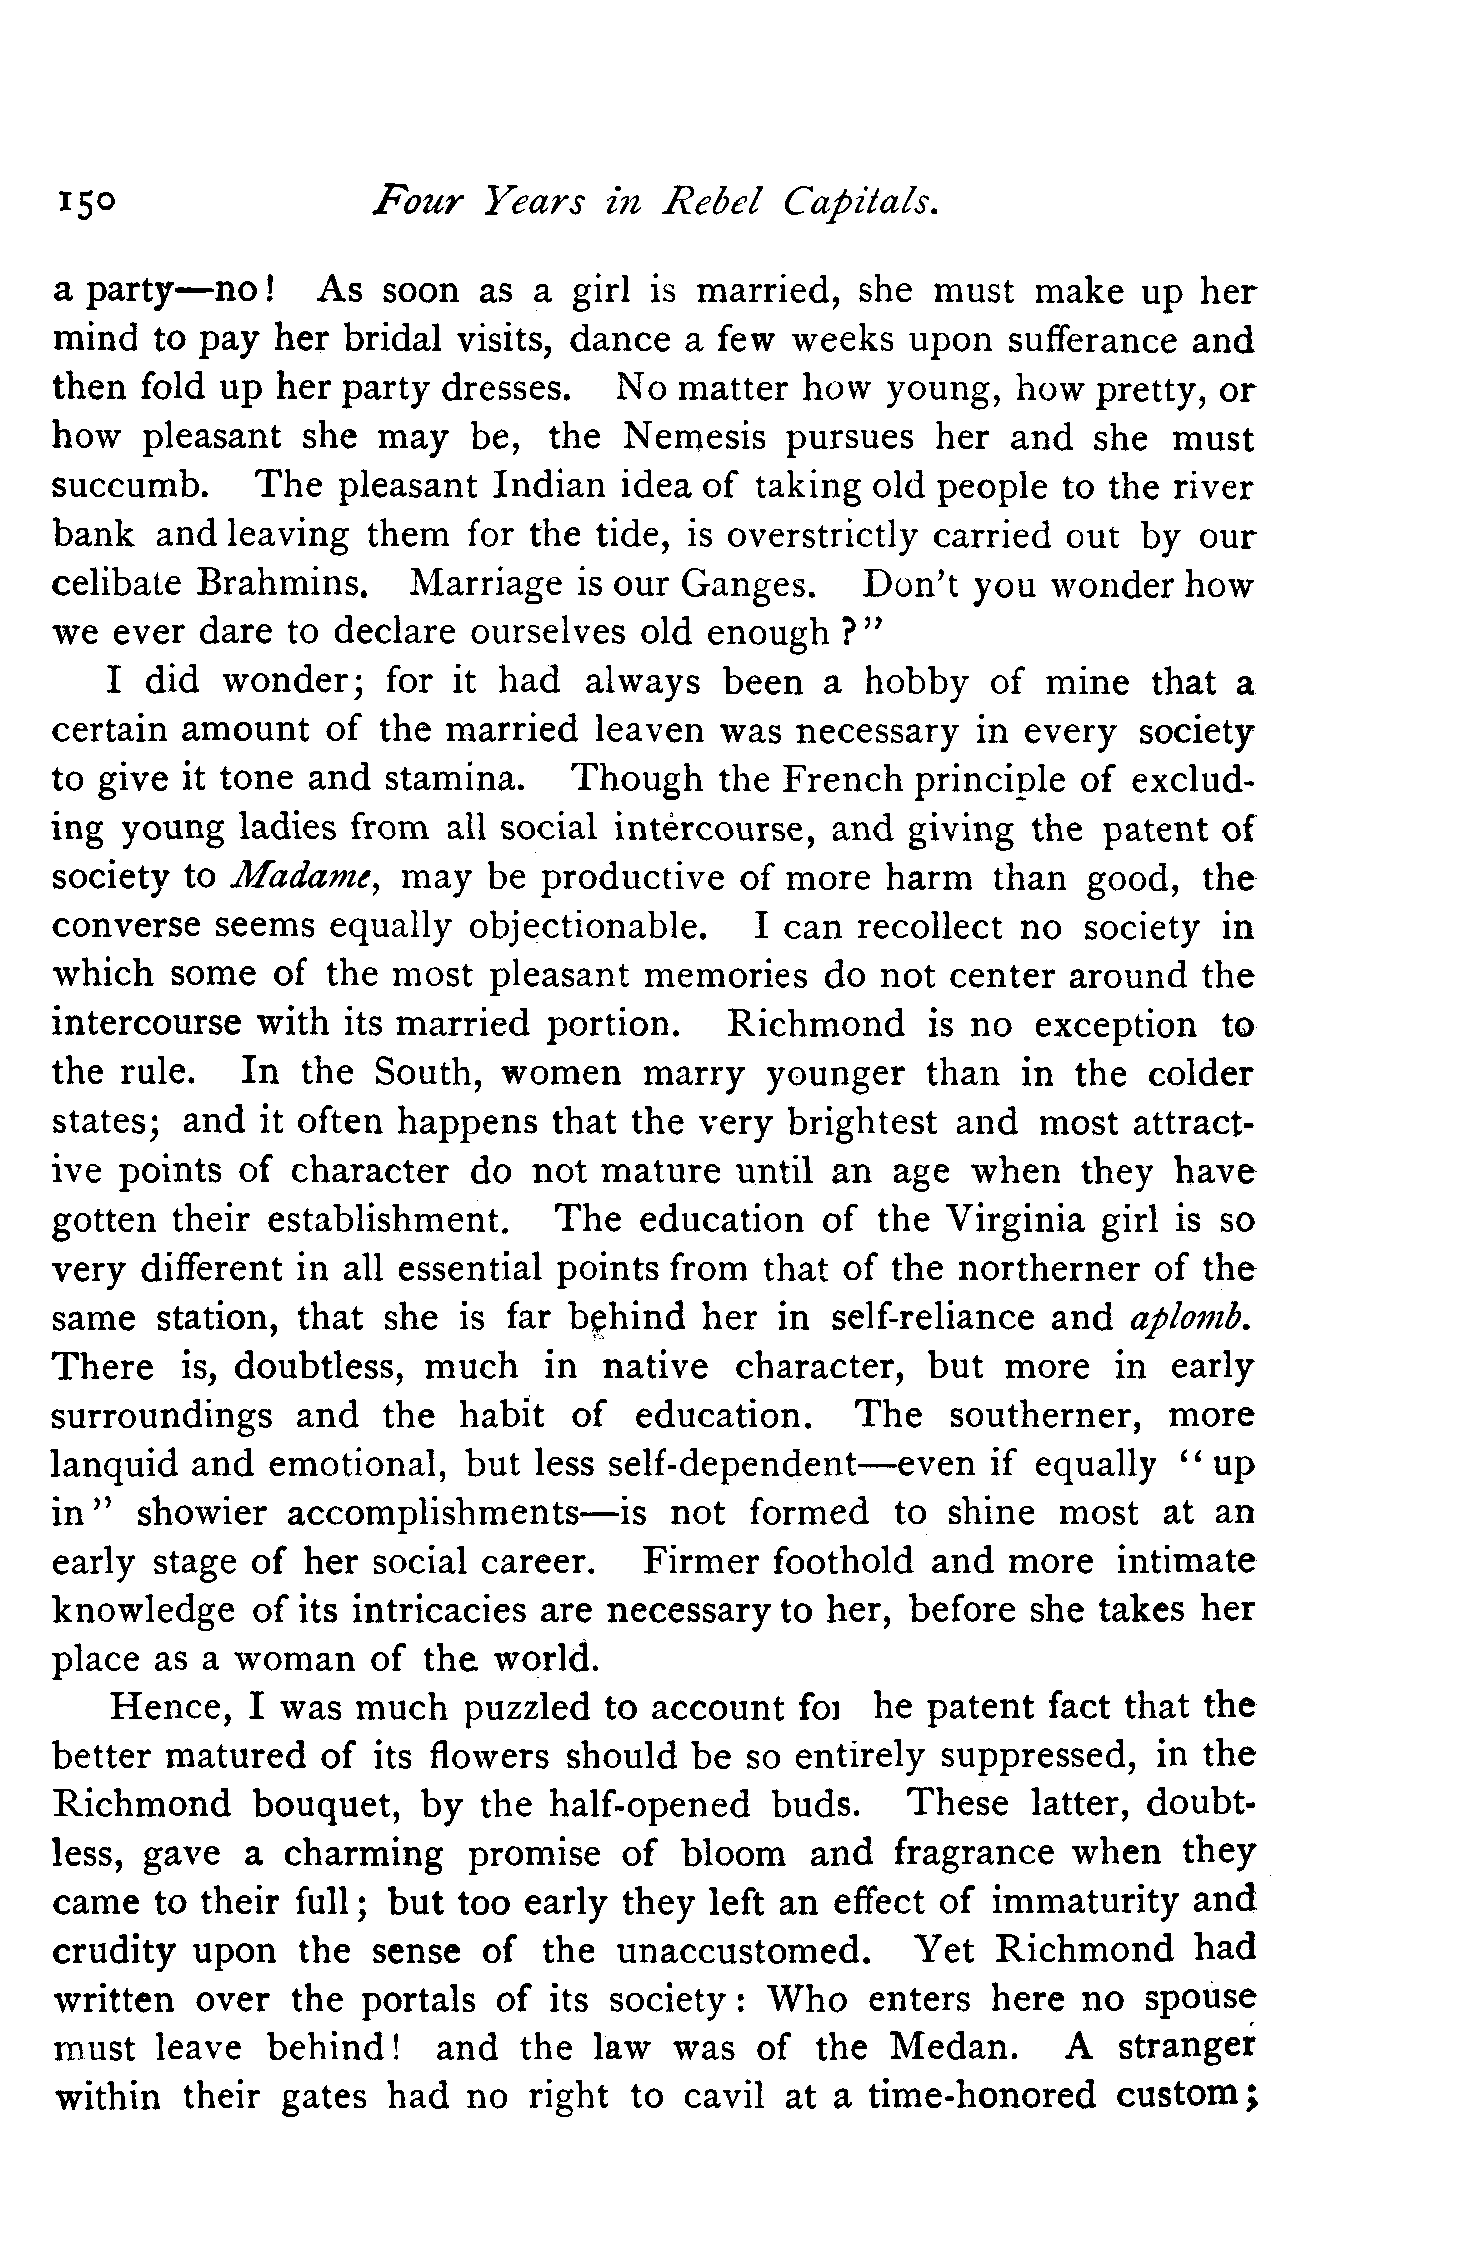 150 Four Years in Rebel Capitals.
a party—no! As soon as a girl is married, she must make up her
mind to pay her bridal visits, dance a few weeks upon sufferance and
then fold up her party dresses. No matter how young, how pretty, or
how pleasant she may be, the Nemesis pursues her and she must
succumb. The pleasant Indian idea of taking old people to the river
bank and leaving them for the tide, is overstrictly carried out by our
celibate Brahmins. Marriage is our Ganges. Don't you wonder how
we ever dare to declare ourselves old enough?"
I did wonder; for it had always been a hobby of mine that a
certain amount of the married leaven was necessary in every society
to give it tone and stamina. Though the French principle of exclud-
ing young ladies from all social intercourse, and giving the patent of
society to Madame, may be productive of more harm than good, the
converse seems equally objectionable. I can recollect no society in
which some of the most pleasant memories do not center around the
intercourse with its married portion. Richmond is no exception to
the rule. In the South, women marry younger than in the colder
states; and it often happens that the very brightest and most attract-
ive points of character do not mature until an age when they have
gotten their establishment. The education of the Virginia girl is so
very different in all essential points from that of the northerner of the
same station, that she is far behind her in self-reliance and aplomb.
There is, doubtless, much in native character, but more in early
surroundings and the habit of education. The southerner, more
lanquid and emotional, but less self-dependent—even if equally "up
in" showier accomplishments—is not formed to shine most at an
early stage of her social career. Firmer foothold and more intimate
knowledge of its intricacies are necessary to her, before she takes her
place as a woman of the world.
Hence, I was much puzzled to account for he patent fact that the
better matured of its flowers should be so entirely suppressed, in the
Richmond bouquet, by the half-opened buds. These latter, doubt-
less, gave a charming promise of bloom and fragrance when they
came to their full; but too early they left an effect of immaturity and
crudity upon the sense of the unaccustomed. Yet Richmond had
written over the portals of its society: Who enters here no spouse
must leave behind! and the law was of the Medan. A stranger
within their gates had no right to cavil at a time-honored custom;